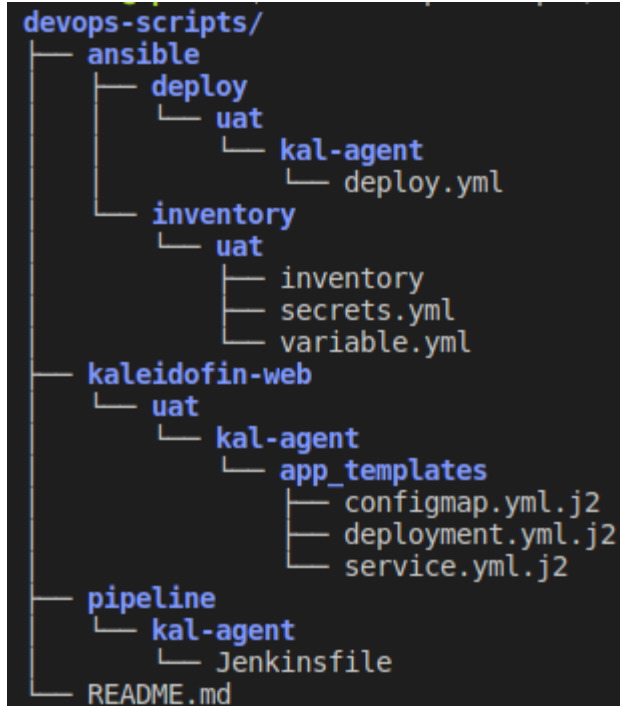 devops-scripts/
├── ansible
│   ├── deploy
│   │   └── uat
│   │       └── kal-agent
│   │           └── deploy.yml
│   └── inventory
│       └── uat
│           ├── inventory
│           ├── secrets.yml
│           └── variable.yml
├── kaleidofin-web
│   └── uat
│       └── kal-agent
│           └── app_templates
│               ├── configmap.yml.j2
│               ├── deployment.yml.j2
│               └── service.yml.j2
├── pipeline
│   └── kal-agent
│       └── Jenkinsfile
└── README.md